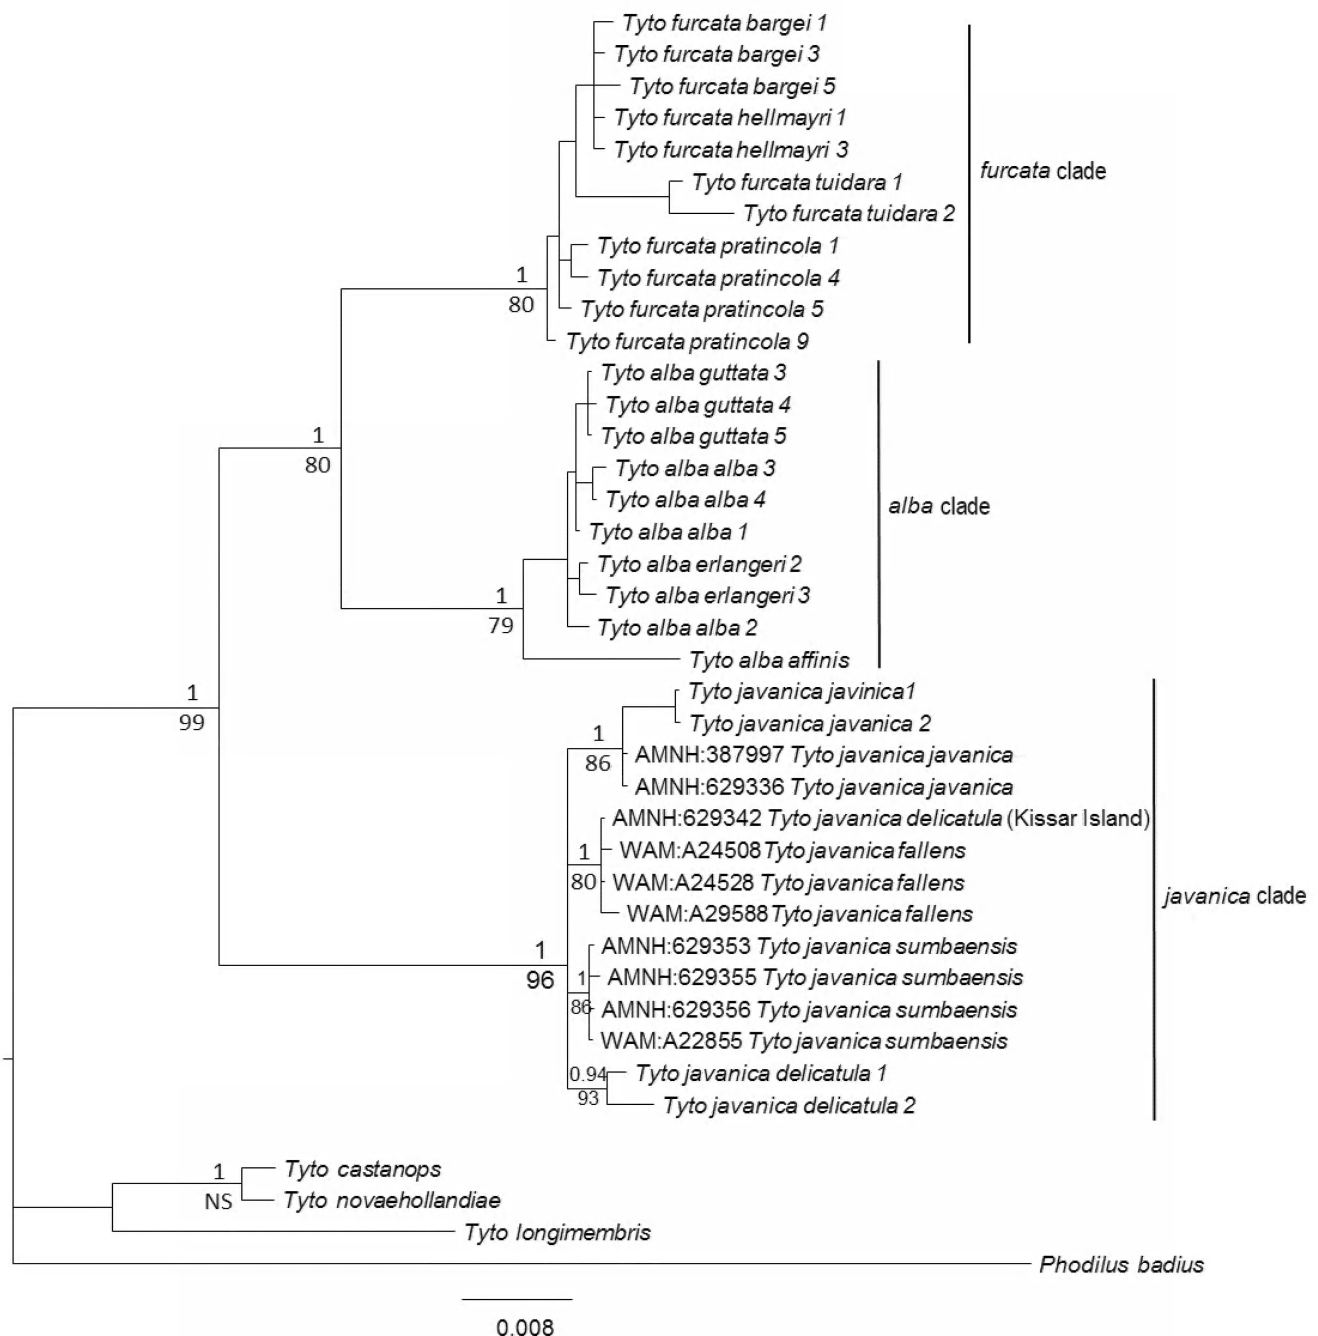 Tyto furcata bargei 1
Tyto furcata bargei 3
Tyto furcata bargei 5
Tyto furcata hellmayri 1
Tyto furcata hellmayri 3
furcata clade
Tyto furcata tuidara 1
Tyto furcata tuidara 2
Tyto furcata pratincola 1
1
Tyto furcata pratincola 4
80
Tyto furcata pratincola 5
Tyto furcata pratincola 9
Tyto alba guttata 3
Tyto alba guttata 4
1
Tyto alba guttata 5
80
Tyto alba alba 3
Tyto alba alba 4
alba clade
Tyto alba alba 1
Tyto alba erlangeri 2
1
Tyto alba erlangeri 3
79
Tyto alba alba 2
Tyto alba affinis
1
Tyto javanica javinica1
99
Tyto javanica javanica 2
1
AMNH:387997 Tyto javanica javanica
86
AMNH:629336 Tyto javanica javanica
AMNH:629342 Tyto javanica delicatula (Kissar Island)
1
WAM:A24508 Tyto javanica fallens
80
WAM:A24528 Tyto javanica fallens
javanica clade
WAM:A29588 Tyto javanica fallens
1
AMNH:629353 Tyto javanica sumbaensis
96
1
AMNH:629355 Tyto javanica sumbaensis
86
AMNH:629356 Tyto javanica sumbaensis
WAM:A22855 Tyto javanica sumbaensis
0.94
Tyto javanica delicatula 1
93
Tyto javanica delicatula 2
1
Tyto castanops
NS
Tyto novaehollandiae
Tyto longimembris
Phodilus badius
0.008